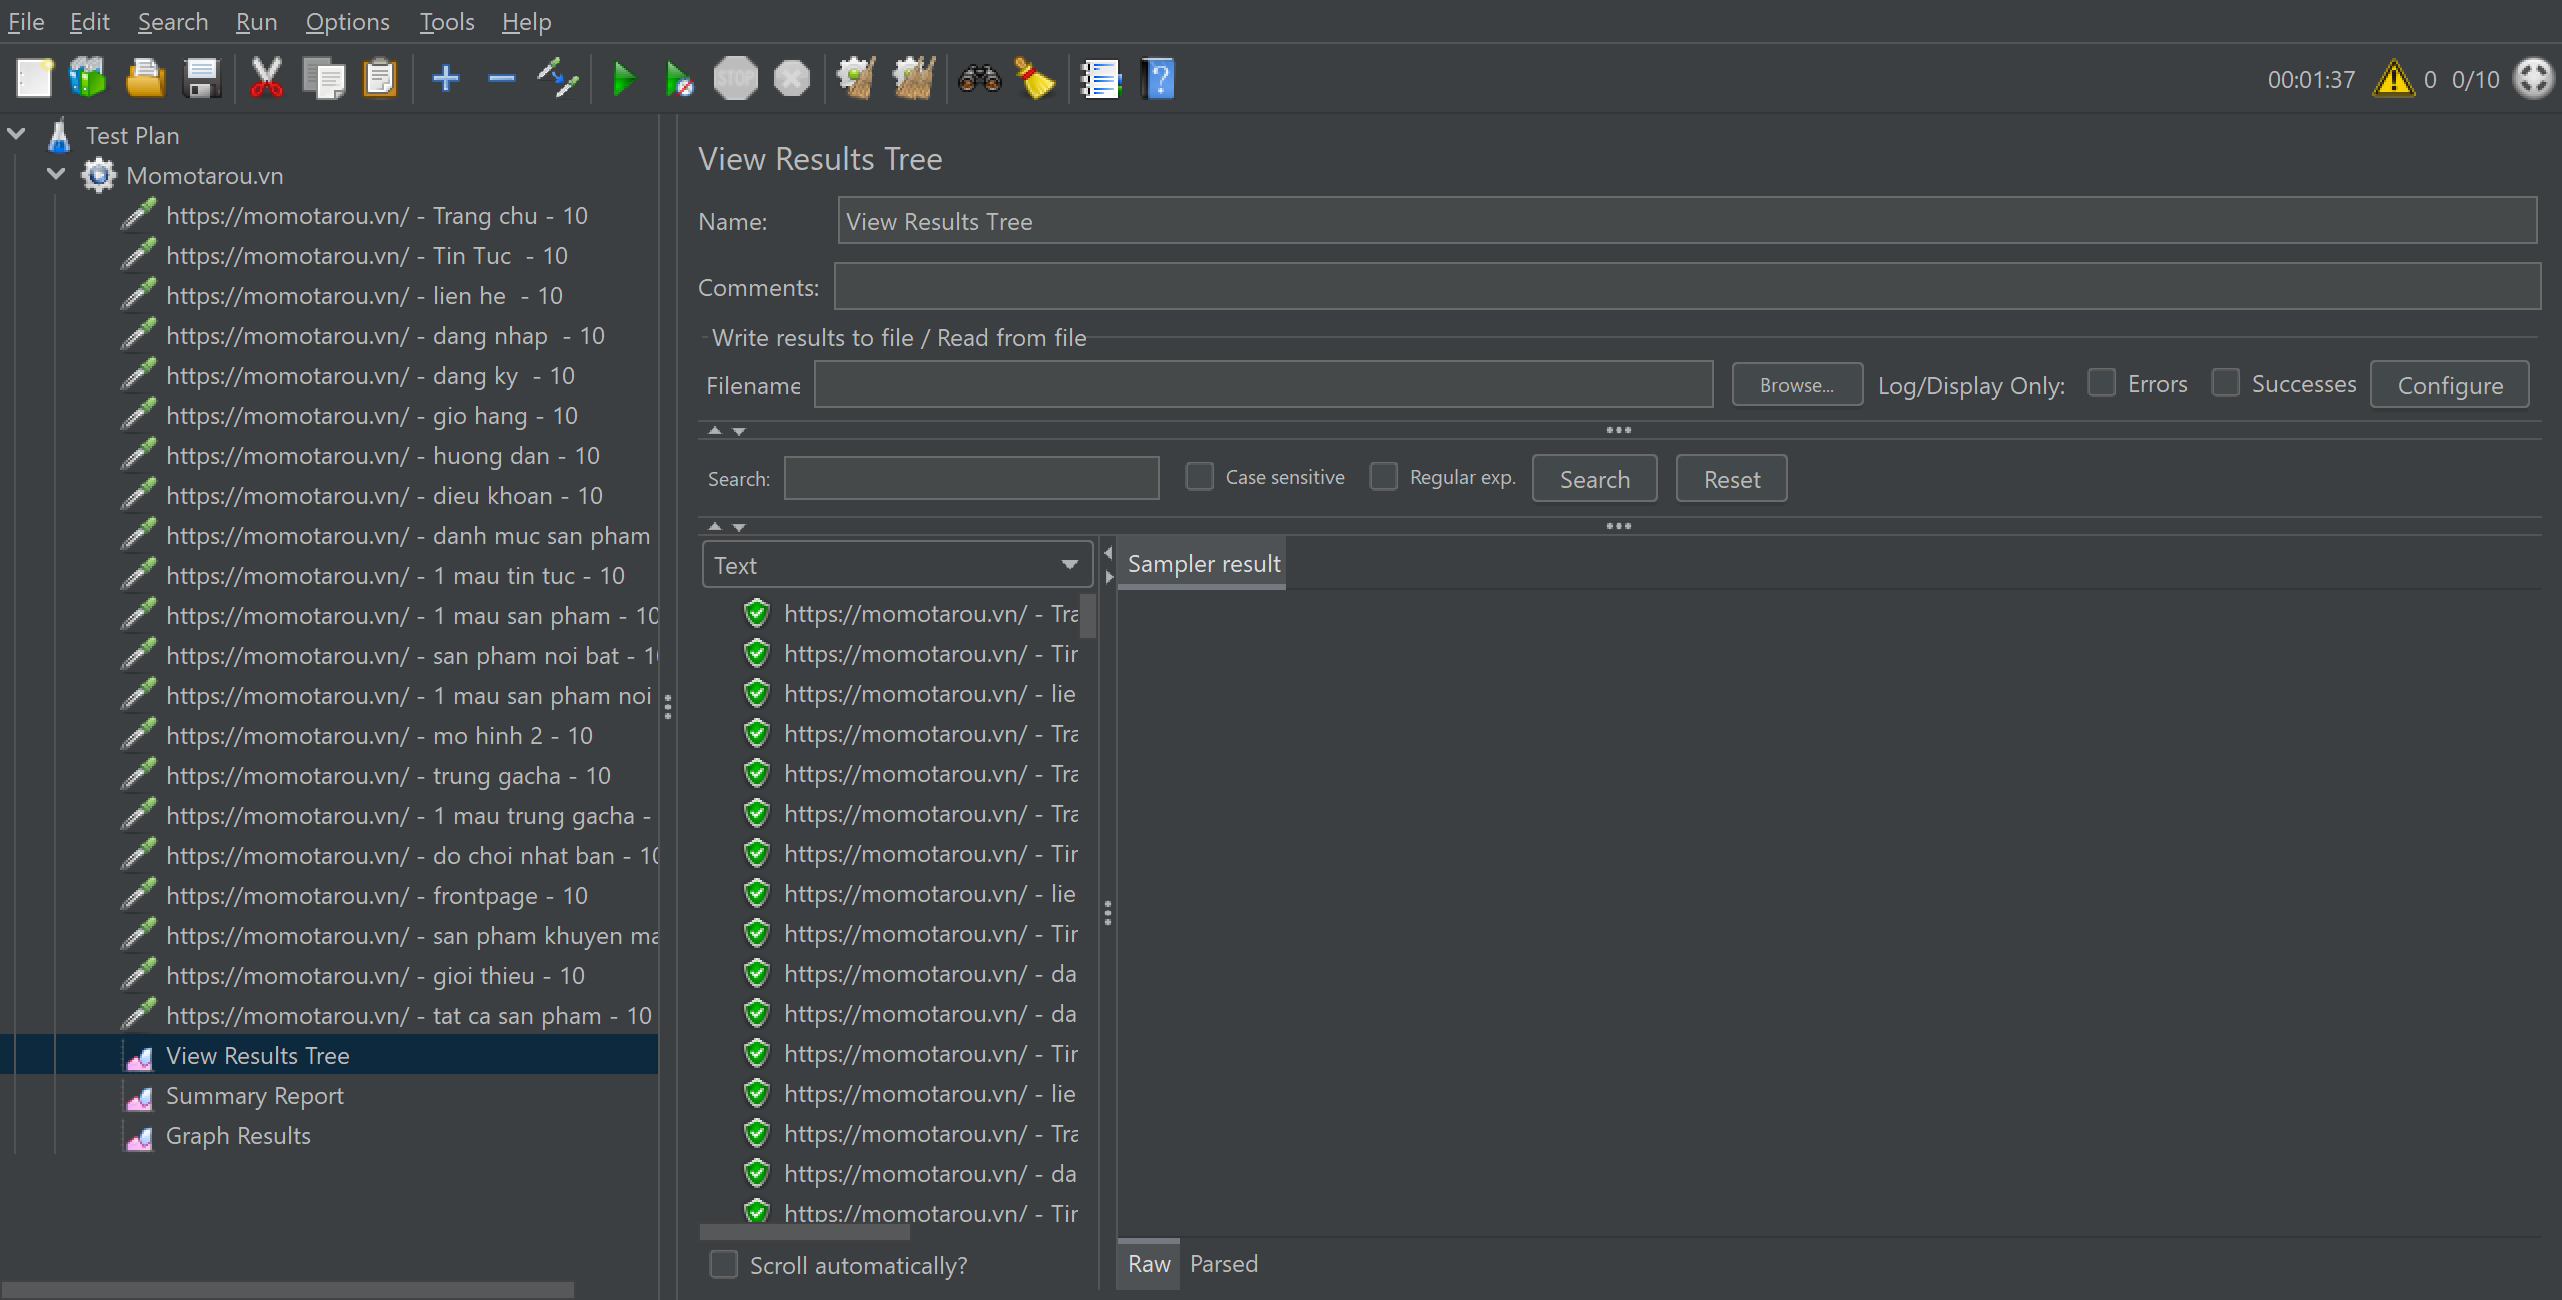 File Edit Search Run Options Tools Help
STOP
00:01:37 0 0/10
Test Plan
Momotarou.vn
https://momotarou.vn/ - Trang chu - 10
https://momotarou.vn/ - Tin Tuc - 10
https://momotarou.vn/ - lien he - 10
https://momotarou.vn/ - dang nhap - 10
https://momotarou.vn/ - dang ky - 10
https://momotarou.vn/ - gio hang - 10
https://momotarou.vn/ - huong dan - 10
https://momotarou.vn/ - dieu khoan - 10
https://momotarou.vn/ - danh muc san pham
https://momotarou.vn/ - 1 mau tin tuc - 10
https://momotarou.vn/ - 1 mau san pham - 10
https://momotarou.vn/ - san pham noi bat - 1
https://momotarou.vn/ - 1 mau san pham noi
https://momotarou.vn/ - mo hinh 2 - 10
https://momotarou.vn/ - trung gacha - 10
https://momotarou.vn/ - 1 mau trung gacha -
https://momotarou.vn/ - do choi nhat ban - 10
https://momotarou.vn/ - frontpage - 10
https://momotarou.vn/ - san pham khuyen ma
https://momotarou.vn/ - gioi thieu - 10
https://momotarou.vn/ - tat ca san pham - 10
View Results Tree
Summary Report
Graph Results
View Results Tree
Name: View Results Tree
Comments:
Write results to file / Read from file
Filename Browse... Log/Display Only: Errors Successes Configure
Search: Case sensitive Regular exp. Search Reset
Text
https://momotarou.vn/ - Tra
https://momotarou.vn/ - Tin
https://momotarou.vn/ - lie
https://momotarou.vn/ - Tra
https://momotarou.vn/ - Tra
https://momotarou.vn/ - Tra
https://momotarou.vn/ - Tin
https://momotarou.vn/ - lie
https://momotarou.vn/ - Tin
https://momotarou.vn/ - da
https://momotarou.vn/ - da
https://momotarou.vn/ - Tin
https://momotarou.vn/ - lie
https://momotarou.vn/ - Tra
https://momotarou.vn/ - da
https://momotarou.vn/ - Tin
Scroll automatically?
Sampler result
Raw Parsed